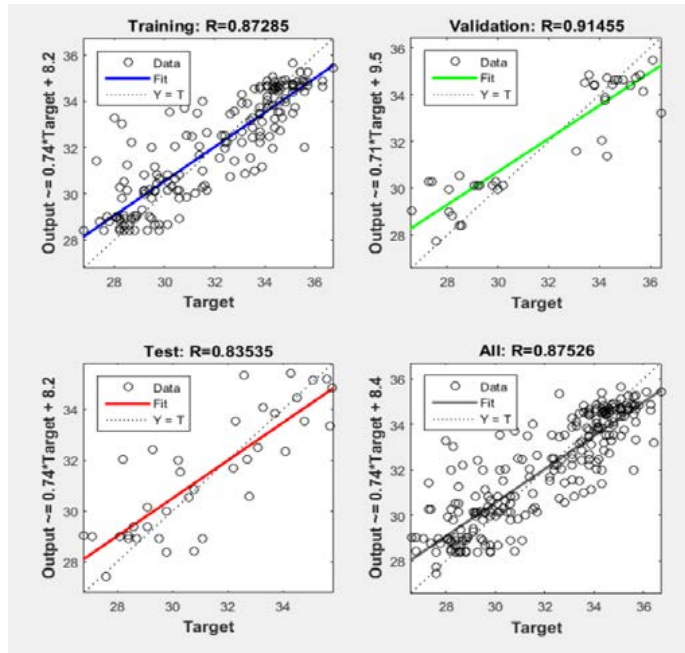 Training: R=0.87285
Output ~= 0.74*Target + 8.2
Data
Fit
Y = T
36
34
32
30
28
28 30 32 34 36
Target
Validation: R=0.91455
Output ~= 0.71*Target + 9.5
Data
Fit
Y = T
36
34
32
30
28
28 30 32 34 36
Target
Test: R=0.83535
Output ~= 0.74*Target + 8.2
Data
Fit
Y = T
34
32
30
28
28 30 32 34
Target
All: R=0.87526
Output ~= 0.74*Target + 8.4
Data
Fit
Y = T
36
34
32
30
28
28 30 32 34 36
Target